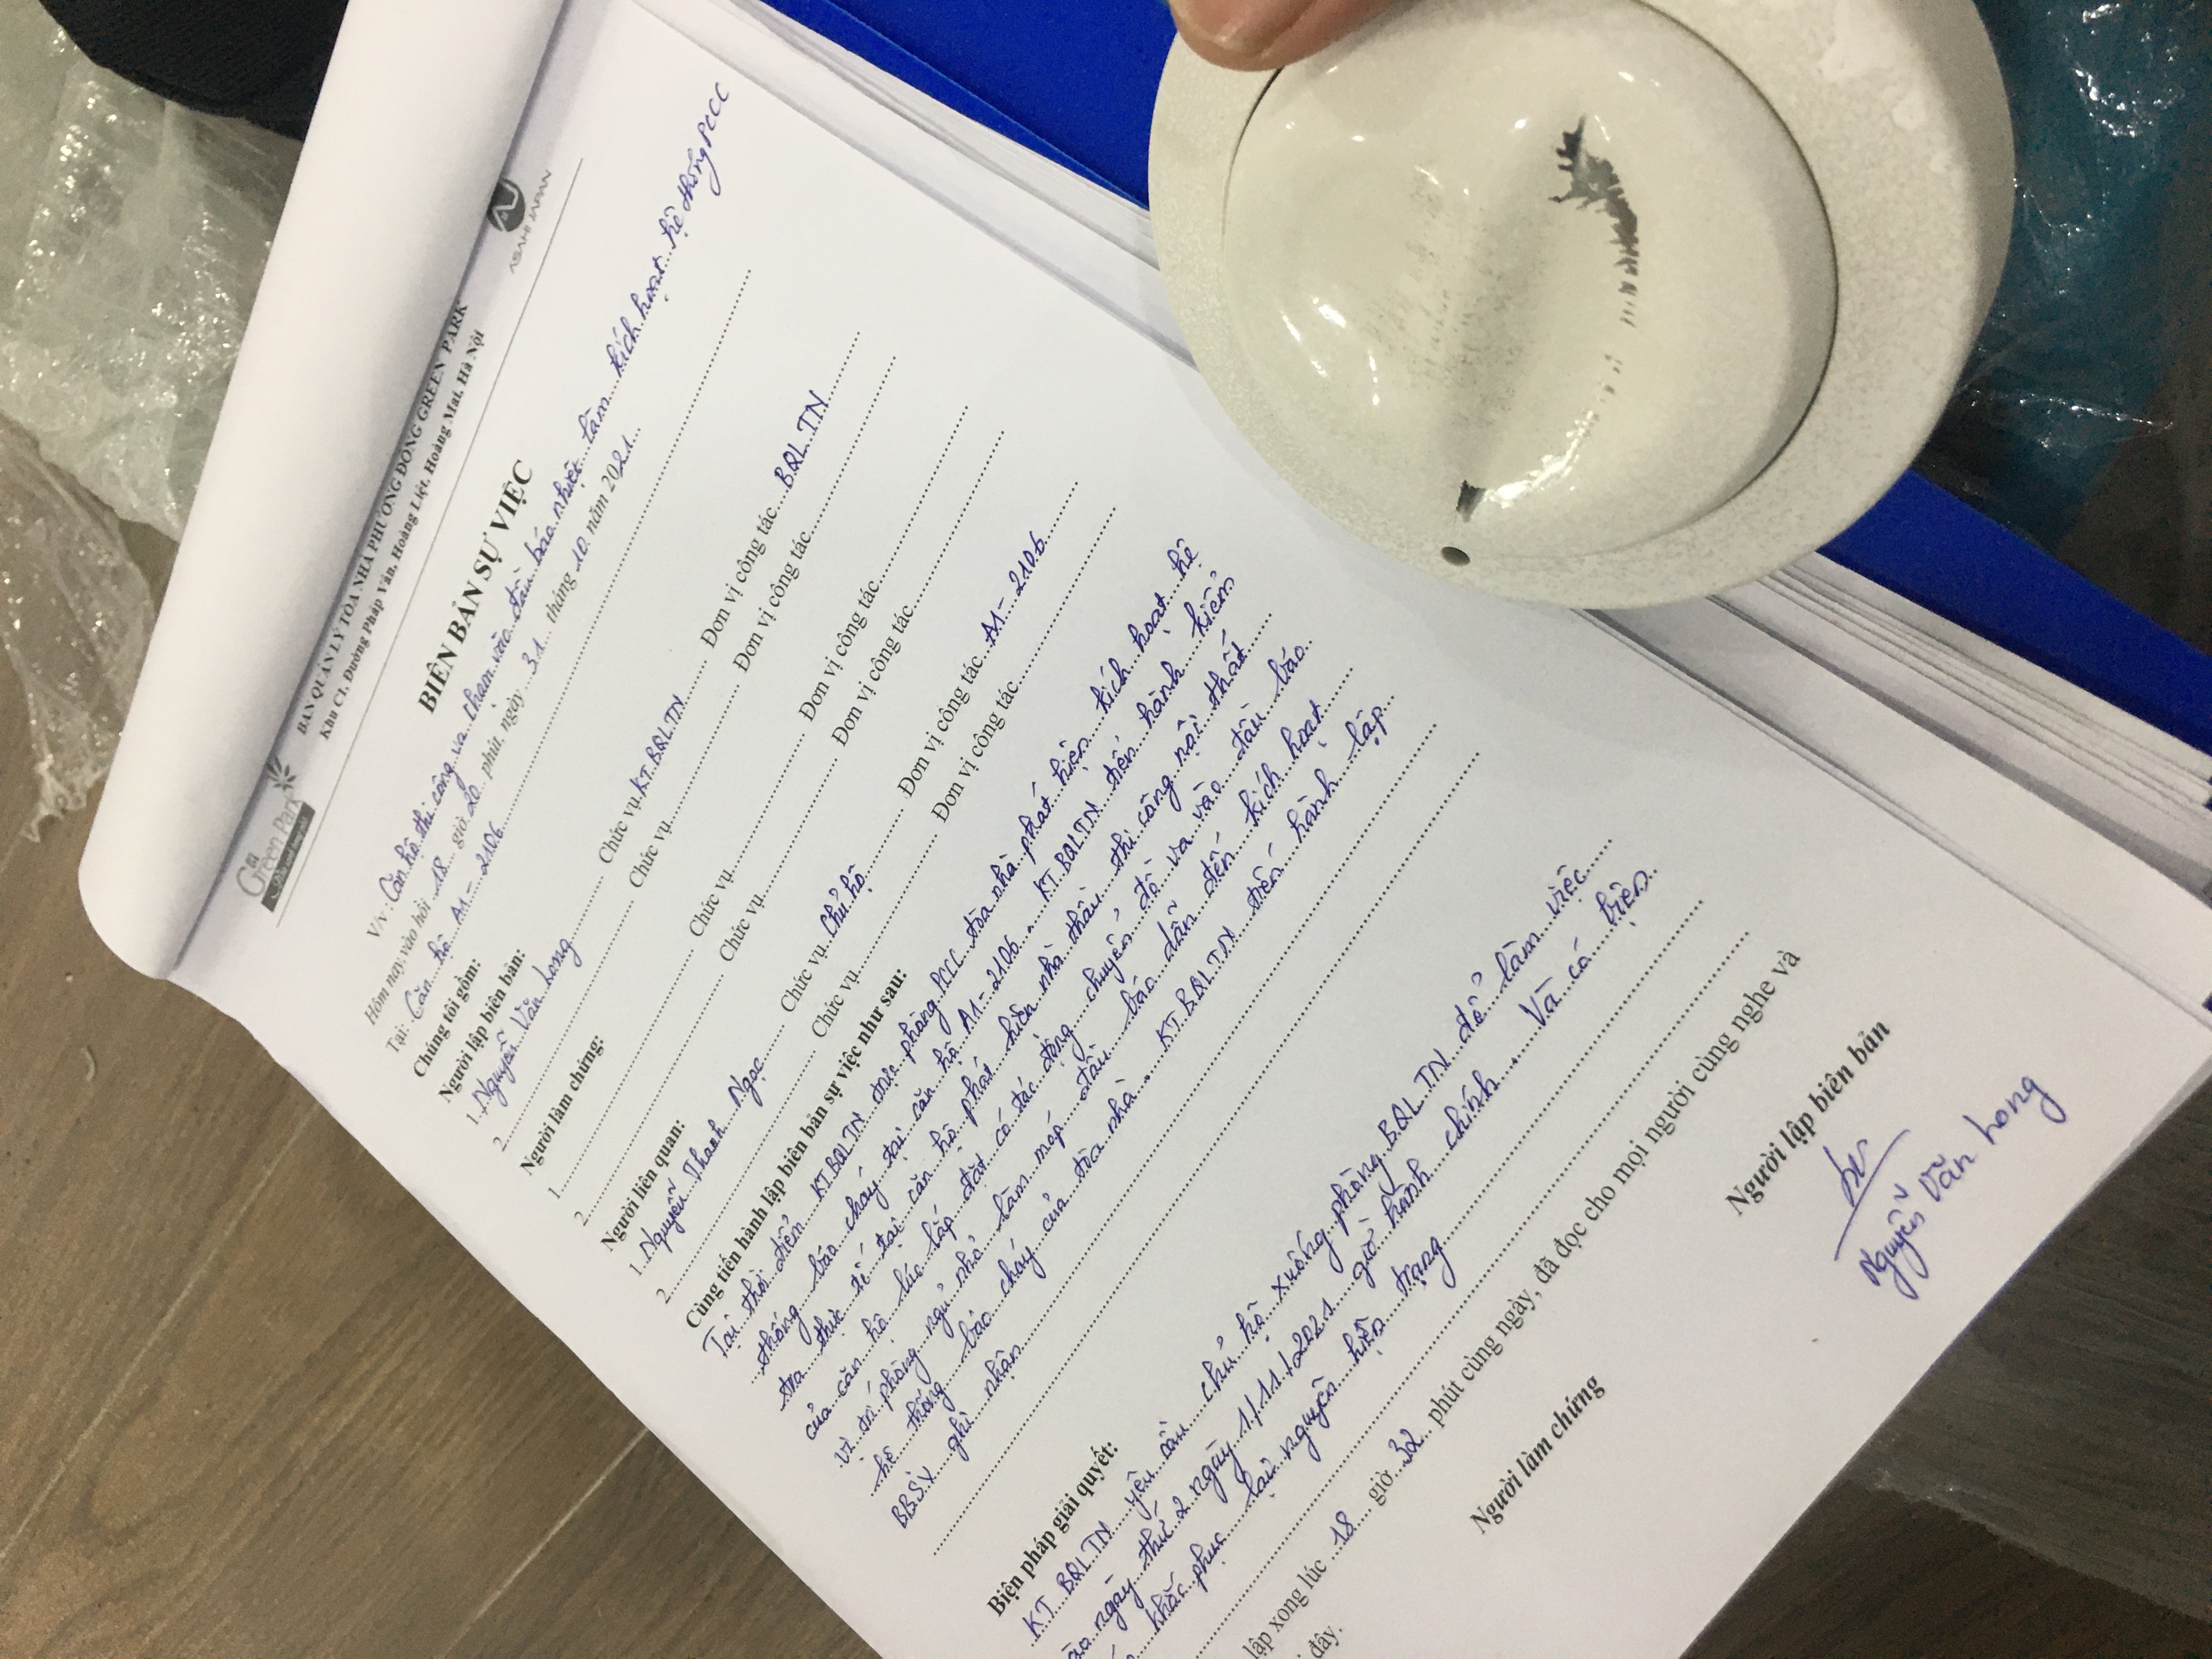 Green Park
BAN QUẢN LÝ TÒA NHÀ PHƯƠNG ĐÔNG GREEN PARK
Khu C1, Đường Pháp Vân, Hoàng Liệt, Hoàng Mai, Hà Nội
ASAHI JAPAN
BIÊN BẢN SỰ VIỆC
V/v : Căn hộ thi công va chạm vào đầu báo nhiệt làm kích hoạt hệ thống PCCC
Hôm nay, vào hồi 18 giờ 20 phút, ngày 31 tháng 10 năm 2021
Tại: Căn hộ A1 - 2106
Chúng tôi gồm:
Người lập biên bản:
1. Nguyễn Văn Long Chức vụ KT.BQLTN Đơn vị công tác BQLTN
2. Chức vụ Đơn vị công tác
Người làm chứng:
1. Chức vụ Đơn vị công tác
2. Chức vụ Đơn vị công tác
Người liên quan:
1. Nguyễn Thanh Ngọc Chức vụ Chủ hộ Đơn vị công tác A1 - 2106
2. Chức vụ Đơn vị công tác
Cùng tiến hành lập biên bản sự việc như sau:
Tại thời điểm KT.BQLTN trực phòng PCCC tòa nhà phát hiện kích hoạt hệ
thống báo cháy tại căn hộ A1 - 2106. KT.BQLTN tiến hành kiểm
tra thực tế tại căn hộ phát hiện nhà thầu thi công nội thất
của căn hộ lúc lắp đặt có tác động chuyển đồ va vào đầu báo
vị trí phòng ngủ nhỏ làm móp đầu báo dẫn đến kích hoạt
hệ thống báo cháy của tòa nhà. KT.BQLTN tiến hành lập
BBSV ghi nhận
Biện pháp giải quyết:
KT BQLTN yêu cầu chủ hộ xuống phòng BQLTN để làm việc
ngày thứ 2 ngày 1/11/2021 giờ hành chính. Và có biện
khắc phục lại nguyên hiện trạng
lập xong lúc 18 giờ 32 phút cùng ngày, đã đọc cho mọi người cùng nghe và
đây.
Người làm chứng Người lập biên bản
Nguyễn Văn Long